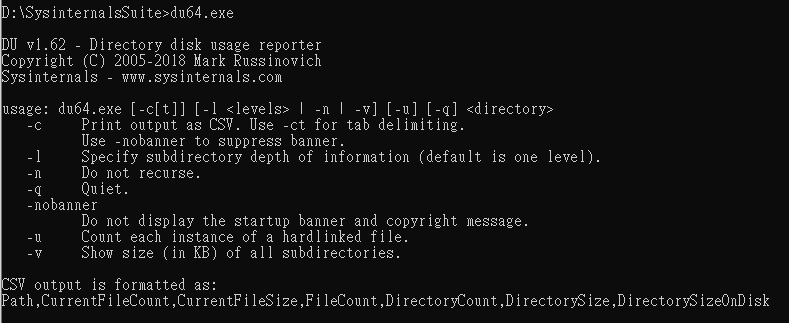 D:\SysinternalsSuite>du64.exe
DU v1.62 - Directory disk usage reporter
Copyright (C) 2005-2018 Mark Russinovich
Sysinternals - www.sysinternals.com
usage: du64.exe [-c[t]] [-l <levels> | -n | -v] [-u] [-q] <directory>
-c Print output as CSV. Use -ct for tab delimiting.
Use -nobanner to suppress banner.
-l Specify subdirectory depth of information (default is one level).
-n Do not recurse.
-q Quiet.
-nobanner
Do not display the startup banner and copyright message.
-u Count each instance of a hardlinked file.
-v Show size (in KB) of all subdirectories.
CSV output is formatted as:
Path,CurrentFileCount,CurrentFileSize,FileCount,DirectoryCount,DirectorySize,DirectorySizeOnDisk